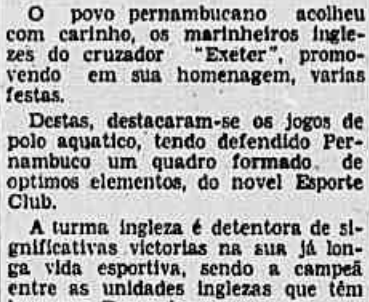 O povo pernambucano acolheu
com carinho, os marinheiros ingle-
zes do cruzador "Exeter", promo-
vendo em sua homenagem, varias
festas.
Destas, destacaram-se os jogos de
polo aquatico, tendo defendido Per-
nambuco um quadro formado de
optimos elementos, do novel Esporte
Club.
A turma ingleza é detentora de si-
gnificativas victorias na sua já lon-
ga vida esportiva, sendo a campeã
entre as unidades inglezas que têm